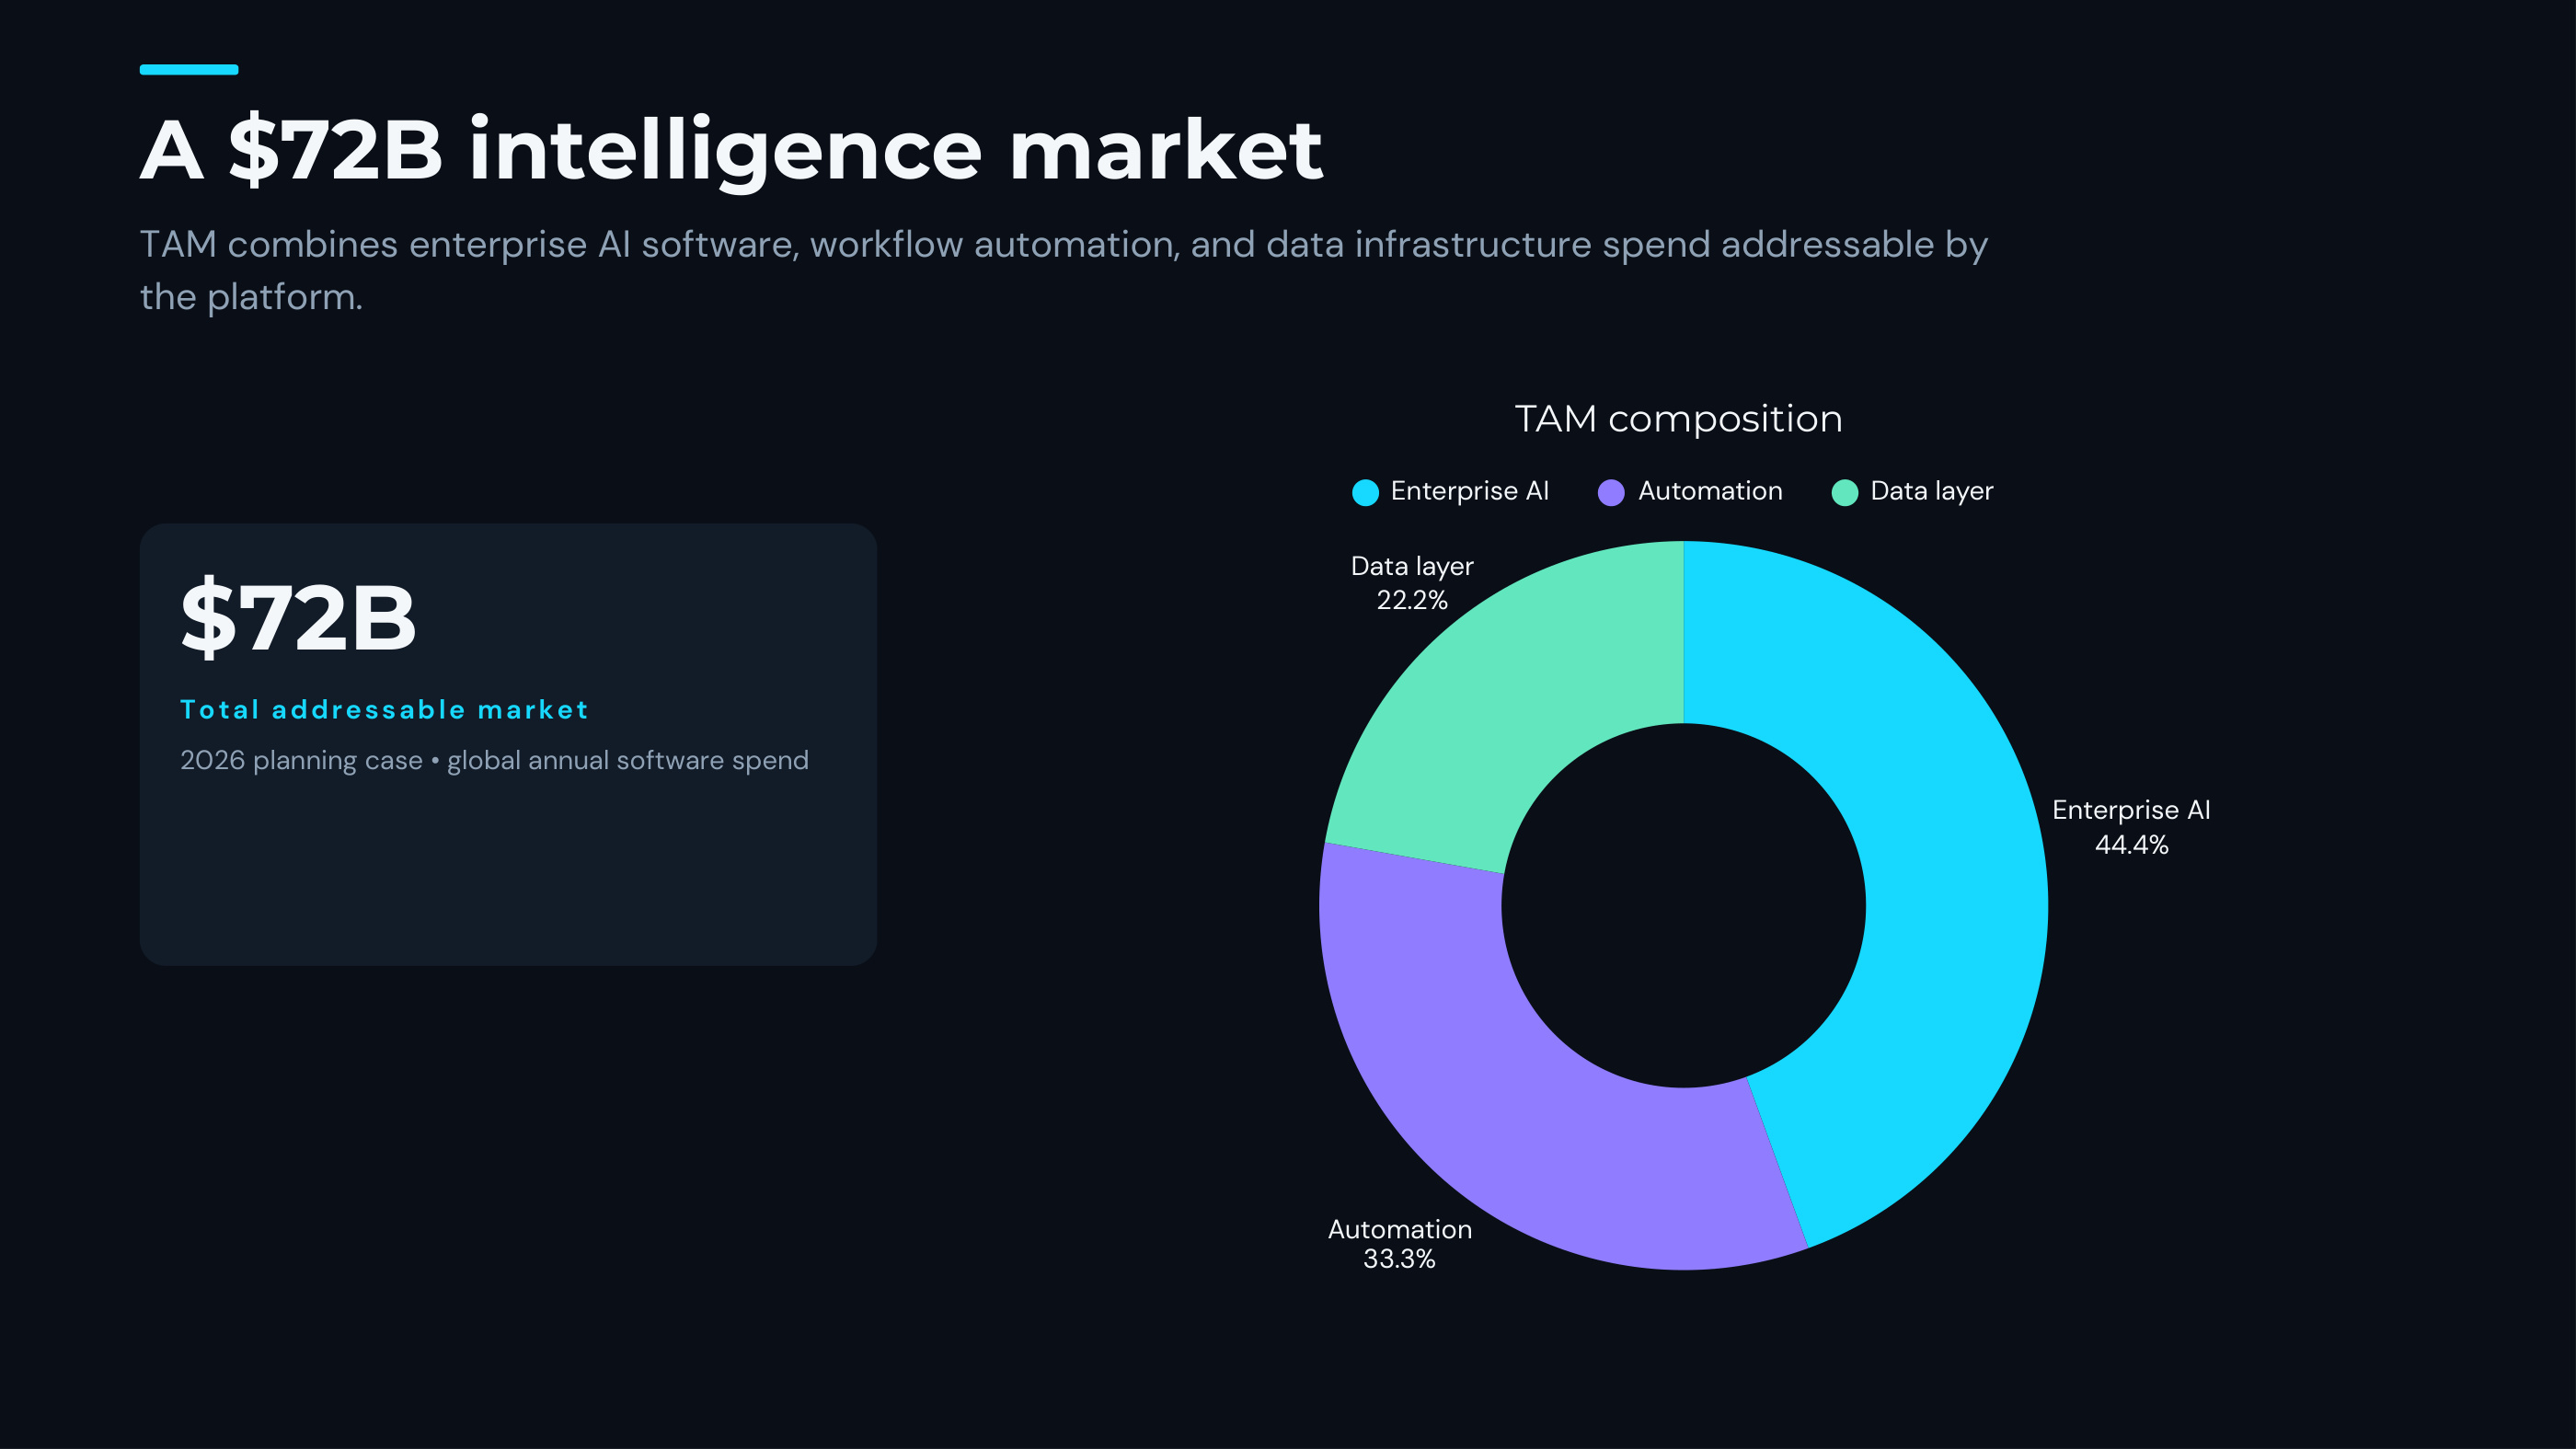 A $72B intelligence market
TAM combines enterprise AI software, workflow automation, and data infrastructure spend addressable by
the platform.
$72B
Total addressable market
2026 planning case • global annual software spend
TAM composition
Enterprise AI
Automation
Data layer
Data layer
22.2%
Enterprise AI
44.4%
Automation
33.3%